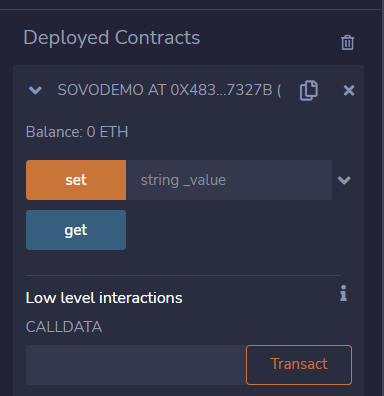 Deployed Contracts
SOVODEMO AT 0X483...7327B (
Balance: 0 ETH
set string _value
get
Low level interactions
CALLDATA
Transact